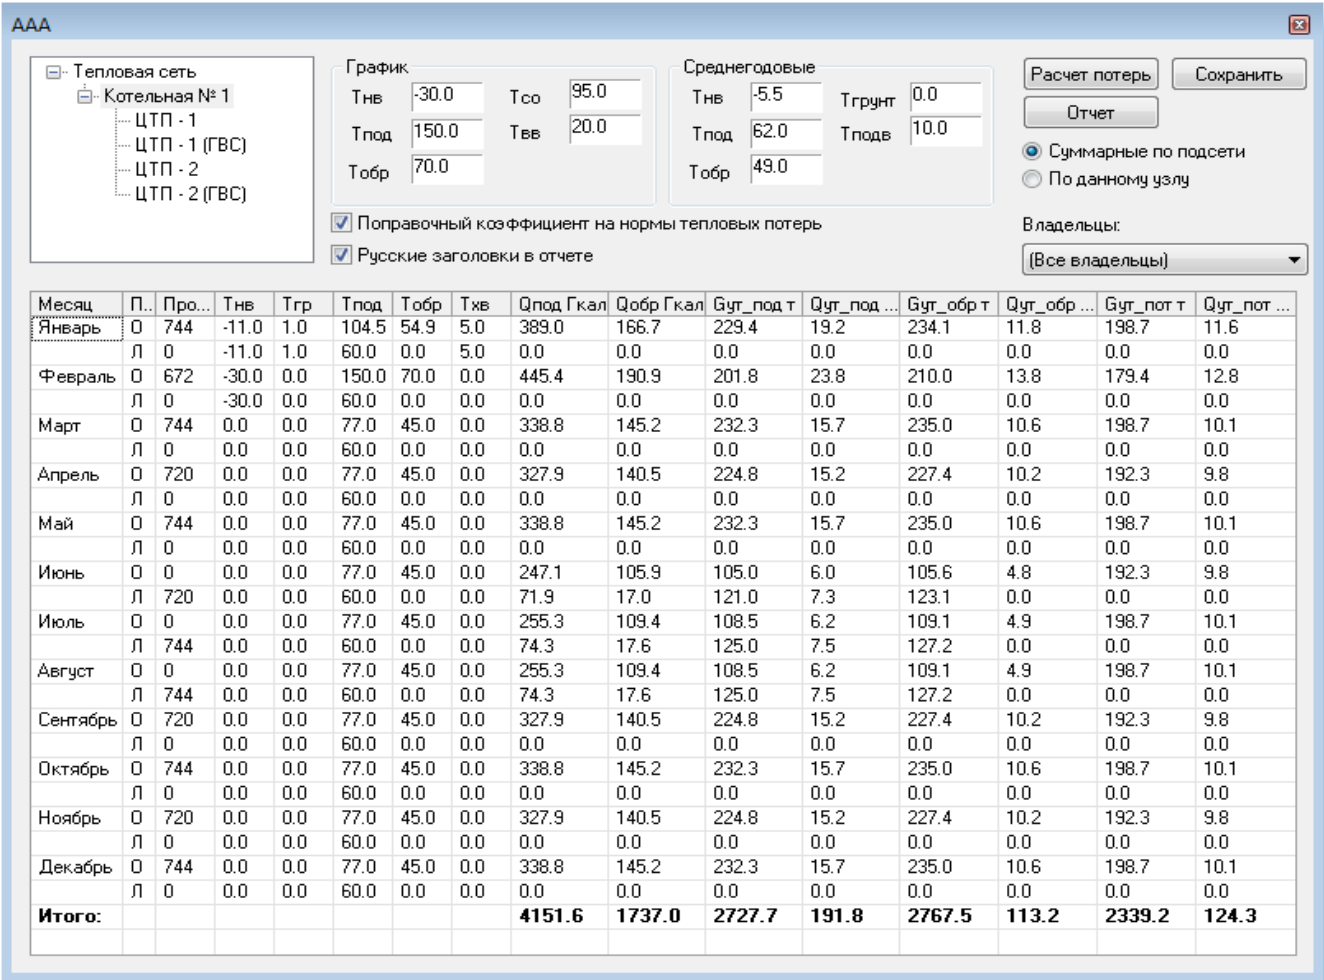 AAA
Тепловая сеть
Котельная № 1
ЦТП - 1
ЦТП - 1 (ГВС)
ЦТП - 2
ЦТП - 2 (ГВС)
График
Тнв -30.0 Тсо 95.0
Тпод 150.0 Твв 20.0
Тобр 70.0
Среднегодовые
Тнв -5.5 Тгрунт 0.0
Тпод 62.0 Тподв 10.0
Тобр 49.0
Расчет потерь Сохранить
Отчет
Суммарные по подсети
По данному узлу
Поправочный коэффициент на нормы тепловых потерь
Русские заголовки в отчете
Владельцы:
(Все владельцы)
Месяц П.. Про... Тнв Тгр Тпод Тобр Тхв Qпод Гкал Qобр Гкал Gут_под т Qут_под ... Gут_обр т Qут_обр ... Gут_пот т Qут_пот ...
Январь О 744 -11.0 1.0 104.5 54.9 5.0 389.0 166.7 229.4 19.2 234.1 11.8 198.7 11.6
Л 0 -11.0 1.0 60.0 0.0 5.0 0.0 0.0 0.0 0.0 0.0 0.0 0.0 0.0
Февраль О 672 -30.0 0.0 150.0 70.0 0.0 445.4 190.9 201.8 23.8 210.0 13.8 179.4 12.8
Л 0 -30.0 0.0 60.0 0.0 0.0 0.0 0.0 0.0 0.0 0.0 0.0 0.0 0.0
Март О 744 0.0 0.0 77.0 45.0 0.0 338.8 145.2 232.3 15.7 235.0 10.6 198.7 10.1
Л 0 0.0 0.0 60.0 0.0 0.0 0.0 0.0 0.0 0.0 0.0 0.0 0.0 0.0
Апрель О 720 0.0 0.0 77.0 45.0 0.0 327.9 140.5 224.8 15.2 227.4 10.2 192.3 9.8
Л 0 0.0 0.0 60.0 0.0 0.0 0.0 0.0 0.0 0.0 0.0 0.0 0.0 0.0
Май О 744 0.0 0.0 77.0 45.0 0.0 338.8 145.2 232.3 15.7 235.0 10.6 198.7 10.1
Л 0 0.0 0.0 60.0 0.0 0.0 0.0 0.0 0.0 0.0 0.0 0.0 0.0 0.0
Июнь О 0 0.0 0.0 77.0 45.0 0.0 247.1 105.9 105.0 6.0 105.6 4.8 192.3 9.8
Л 720 0.0 0.0 60.0 0.0 0.0 71.9 17.0 121.0 7.3 123.1 0.0 0.0 0.0
Июль О 0 0.0 0.0 77.0 45.0 0.0 255.3 109.4 108.5 6.2 109.1 4.9 198.7 10.1
Л 744 0.0 0.0 60.0 0.0 0.0 74.3 17.6 125.0 7.5 127.2 0.0 0.0 0.0
Август О 0 0.0 0.0 77.0 45.0 0.0 255.3 109.4 108.5 6.2 109.1 4.9 198.7 10.1
Л 744 0.0 0.0 60.0 0.0 0.0 74.3 17.6 125.0 7.5 127.2 0.0 0.0 0.0
Сентябрь О 720 0.0 0.0 77.0 45.0 0.0 327.9 140.5 224.8 15.2 227.4 10.2 192.3 9.8
Л 0 0.0 0.0 60.0 0.0 0.0 0.0 0.0 0.0 0.0 0.0 0.0 0.0 0.0
Октябрь О 744 0.0 0.0 77.0 45.0 0.0 338.8 145.2 232.3 15.7 235.0 10.6 198.7 10.1
Л 0 0.0 0.0 60.0 0.0 0.0 0.0 0.0 0.0 0.0 0.0 0.0 0.0 0.0
Ноябрь О 720 0.0 0.0 77.0 45.0 0.0 327.9 140.5 224.8 15.2 227.4 10.2 192.3 9.8
Л 0 0.0 0.0 60.0 0.0 0.0 0.0 0.0 0.0 0.0 0.0 0.0 0.0 0.0
Декабрь О 744 0.0 0.0 77.0 45.0 0.0 338.8 145.2 232.3 15.7 235.0 10.6 198.7 10.1
Л 0 0.0 0.0 60.0 0.0 0.0 0.0 0.0 0.0 0.0 0.0 0.0 0.0 0.0
Итого: 4151.6 1737.0 2727.7 191.8 2767.5 113.2 2339.2 124.3